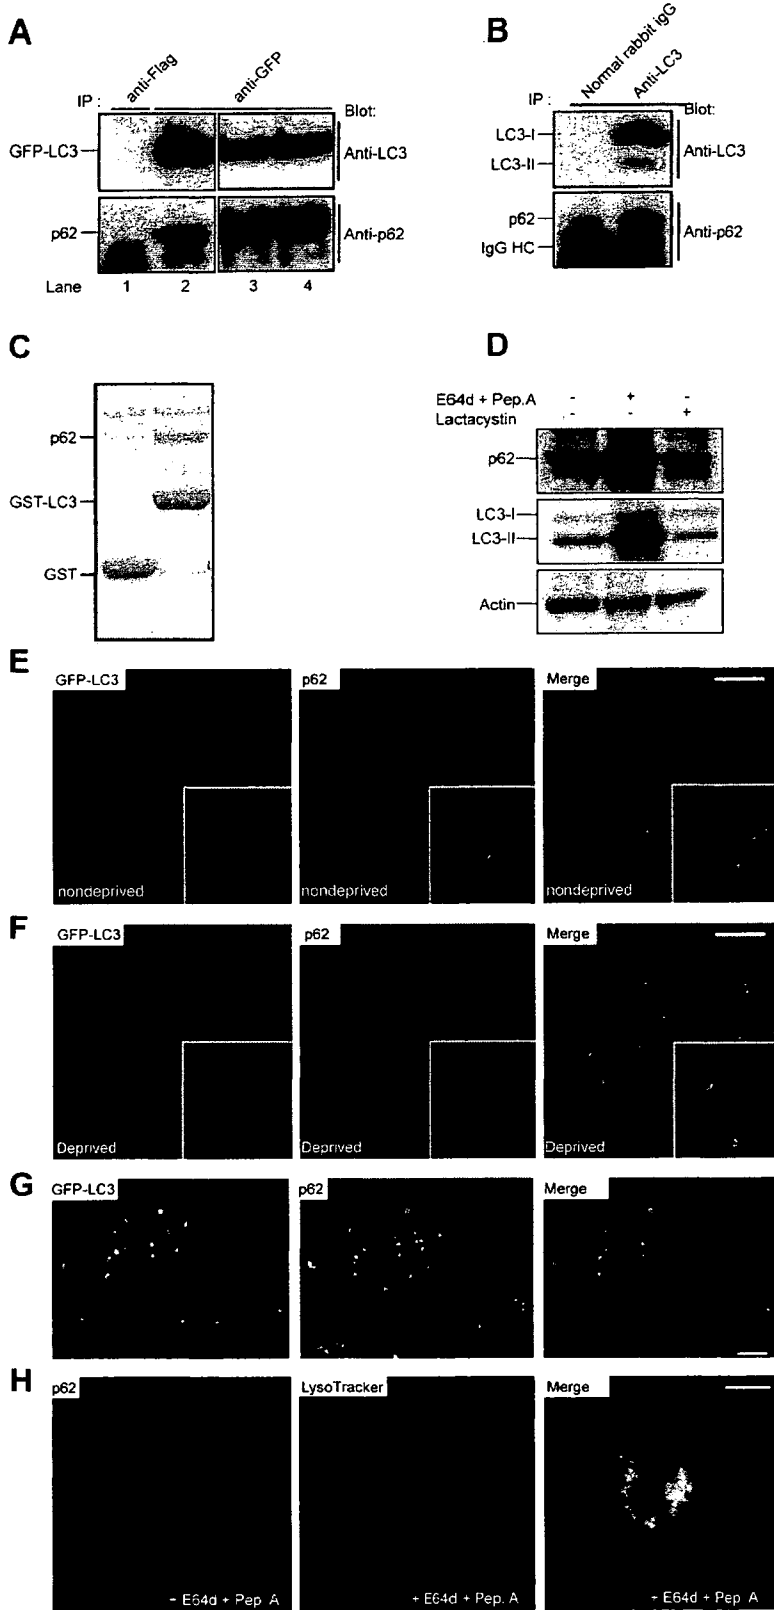 A
IP :
anti-Flag
anti-GFP
Blot:
GFP-LC3
Anti-LC3
p62
Anti-p62
Lane 1 2 3 4
B
IP :
Normal rabbit IgG
Anti-LC3
Blot:
LC3-I
LC3-II
Anti-LC3
p62
IgG HC
Anti-p62
C
p62
GST-LC3
GST
D
E64d + Pep.A - + -
Lactacystin - - +
p62
LC3-I
LC3-II
Actin
E
GFP-LC3 p62 Merge
nondeprived nondeprived nondeprived
F
GFP-LC3 p62 Merge
Deprived Deprived Deprived
G
GFP-LC3 p62 Merge
H
p62 LysoTracker Merge
+ E64d + Pep. A + E64d + Pep. A + E64d + Pep. A